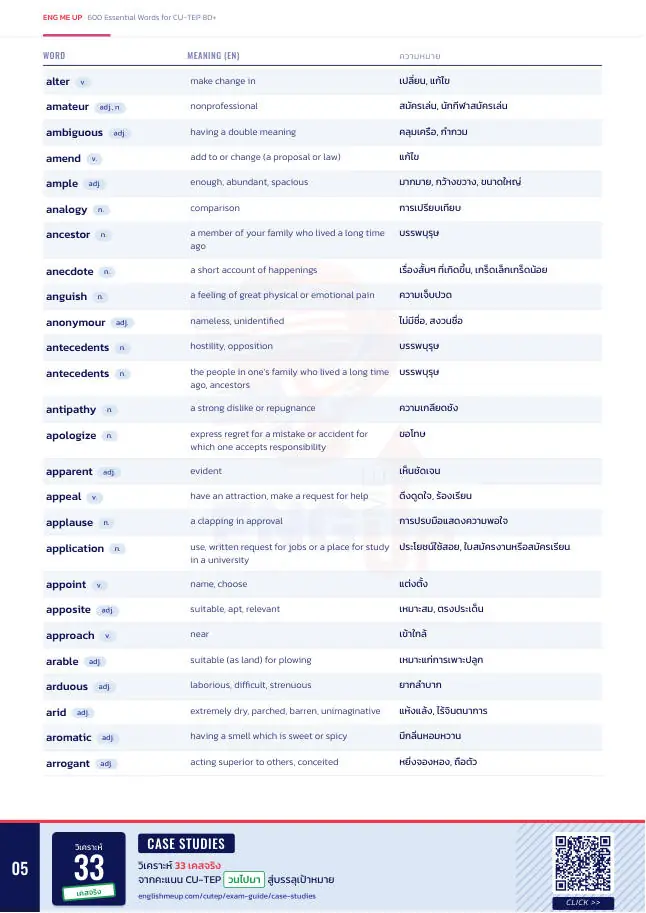 ENG ME UP 600 Essential Words for CU-TEP 80+
WORD MEANING (EN) ความหมาย
alter v. make change in เปลี่ยน, แก้ไข
amateur adj., n. nonprofessional สมัครเล่น, นักกีฬาสมัครเล่น
ambiguous adj. having a double meaning คลุมเครือ, กำกวม
amend v. add to or change (a proposal or law) แก้ไข
ample adj. enough, abundant, spacious มากมาย, กว้างขวาง, ขนาดใหญ่
analogy n. comparison การเปรียบเทียบ
ancestor n. a member of your family who lived a long time บรรพบุรุษ
ago
anecdote n. a short account of happenings เรื่องสั้นๆ ที่เกิดขึ้น, เกร็ดเล็กเกร็ดน้อย
anguish n. a feeling of great physical or emotional pain ความเจ็บปวด
anonymour adj. nameless, unidentified ไม่มีชื่อ, สงวนชื่อ
antecedents n. hostility, opposition บรรพบุรุษ
antecedents n. the people in one's family who lived a long time บรรพบุรุษ
ago, ancestors
antipathy n. a strong dislike or repugnance ความเกลียดชัง
apologize n. express regret for a mistake or accident for ขอโทษ
which one accepts responsibility
apparent adj. evident เห็นชัดเจน
appeal v. have an attraction, make a request for help ดึงดูดใจ, ร้องเรียน
applause n. a clapping in approval การปรบมือแสดงความพอใจ
application n. use, written request for jobs or a place for study ประโยชน์ใช้สอย, ใบสมัครงานหรือสมัครเรียน
in a university
appoint v. name, choose แต่งตั้ง
apposite adj. suitable, apt, relevant เหมาะสม, ตรงประเด็น
approach v. near เข้าใกล้
arable adj. suitable (as land) for plowing เหมาะแก่การเพาะปลูก
arduous adj. laborious, difficult, strenuous ยากลำบาก
arid adj. extremely dry, parched, barren, unimaginative แห้งแล้ง, ไร้จินตนาการ
aromatic adj. having a smell which is sweet or spicy มีกลิ่นหอมหวาน
arrogant adj. acting superior to others, conceited หยิ่งจองหอง, ถือตัว
05
วิเคราะห์
33
เคสจริง
CASE STUDIES
วิเคราะห์ 33 เคสจริง
จากคะแนน CU-TEP วนไปมา สู่บรรลุเป้าหมาย
englishmeup.com/cutep/exam-guide/case-studies
CLICK >>